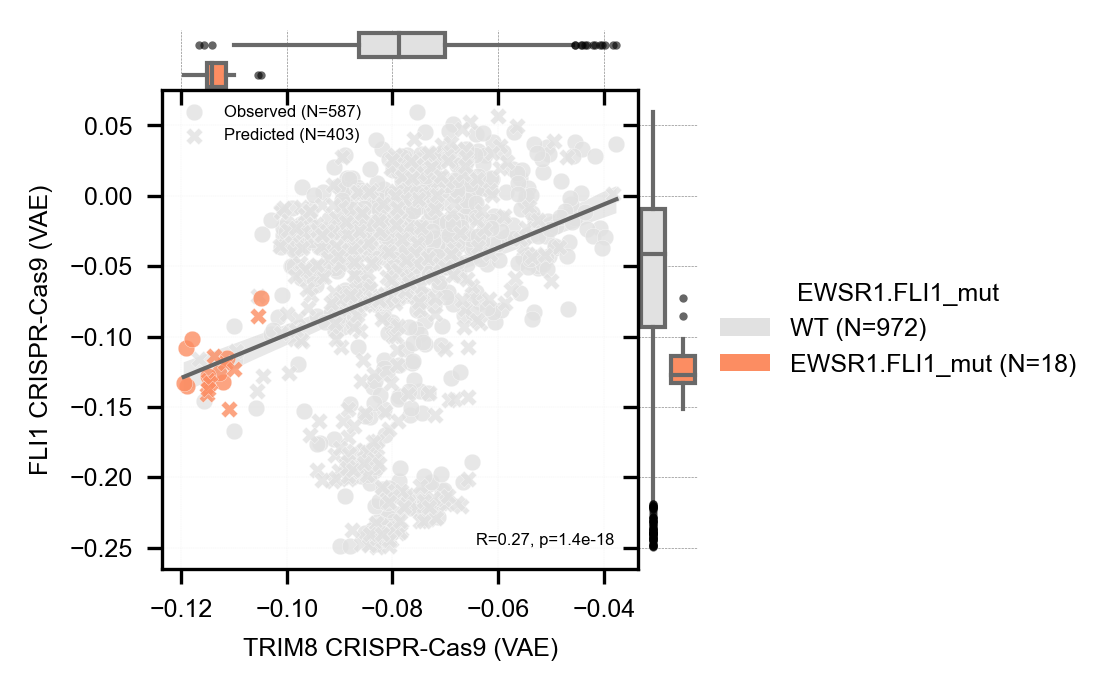 Observed (N=587)
Predicted (N=403)
0.05
0.00
−0.05
−0.10
−0.15
−0.20
−0.25
FLI1 CRISPR-Cas9 (VAE)
R=0.27, p=1.4e-18
−0.12
−0.10
−0.08
−0.06
−0.04
TRIM8 CRISPR-Cas9 (VAE)
EWSR1.FLI1_mut
WT (N=972)
EWSR1.FLI1_mut (N=18)